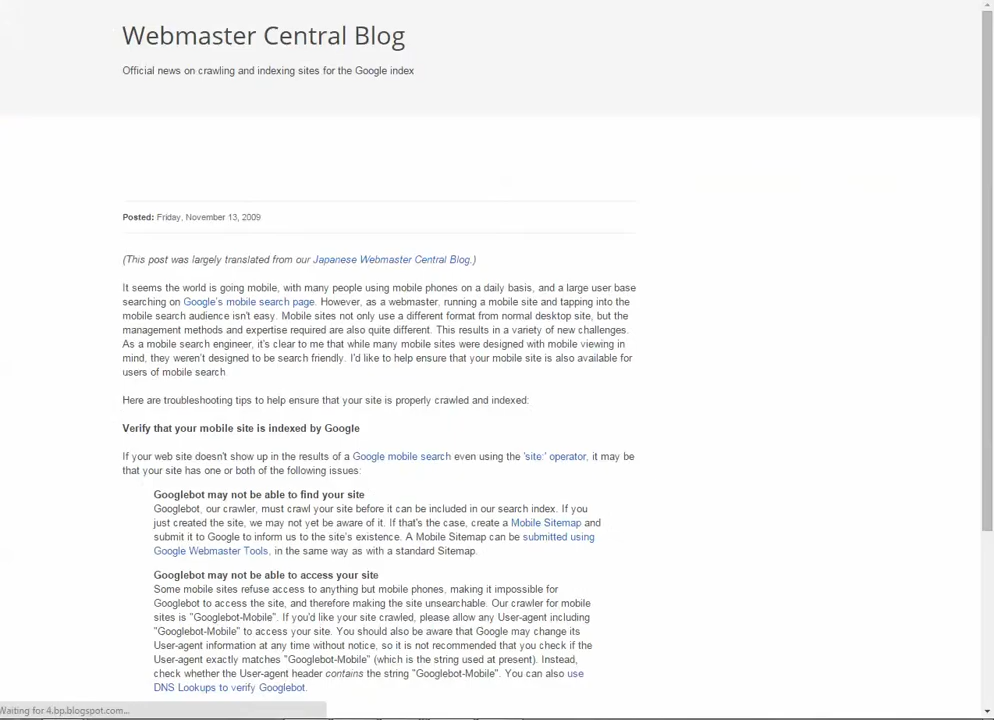 Webmaster Central Blog
Official news on crawling and indexing sites for the Google index
Posted: Friday, November 13, 2009
(This post was largely translated from our Japanese Webmaster Central Blog.)
It seems the world is going mobile, with many people using mobile phones on a daily basis, and a large user base
searching on Google's mobile search page. However, as a webmaster, running a mobile site and tapping into the
mobile search audience isn't easy. Mobile sites not only use a different format from normal desktop site, but the
management methods and expertise required are also quite different. This results in a variety of new challenges.
As a mobile search engineer, it's clear to me that while many mobile sites were designed with mobile viewing in
mind, they weren't designed to be search friendly. I'd like to help ensure that your mobile site is also available for
users of mobile search
Here are troubleshooting tips to help ensure that your site is properly crawled and indexed:
Verify that your mobile site is indexed by Google
If your web site doesn't show up in the results of a Google mobile search even using the 'site:' operator, it may be
that your site has one or both of the following issues:
Googlebot may not be able to find your site
Googlebot, our crawler, must crawl your site before it can be included in our search index. If you
just created the site, we may not yet be aware of it. If that's the case, create a Mobile Sitemap and
submit it to Google to inform us to the site's existence. A Mobile Sitemap can be submitted using
Google Webmaster Tools, in the same way as with a standard Sitemap.
Googlebot may not be able to access your site
Some mobile sites refuse access to anything but mobile phones, making it impossible for
Googlebot to access the site, and therefore making the site unsearchable. Our crawler for mobile
sites is "Googlebot-Mobile". If you'd like your site crawled, please allow any User-agent including
"Googlebot-Mobile" to access your site. You should also be aware that Google may change its
User-agent information at any time without notice, so it is not recommended that you check if the
User-agent exactly matches "Googlebot-Mobile" (which is the string used at present). Instead,
check whether the User-agent header contains the string "Googlebot-Mobile". You can also use
DNS Lookups to verify Googlebot.
Waiting for 4.bp.blogspot.com...